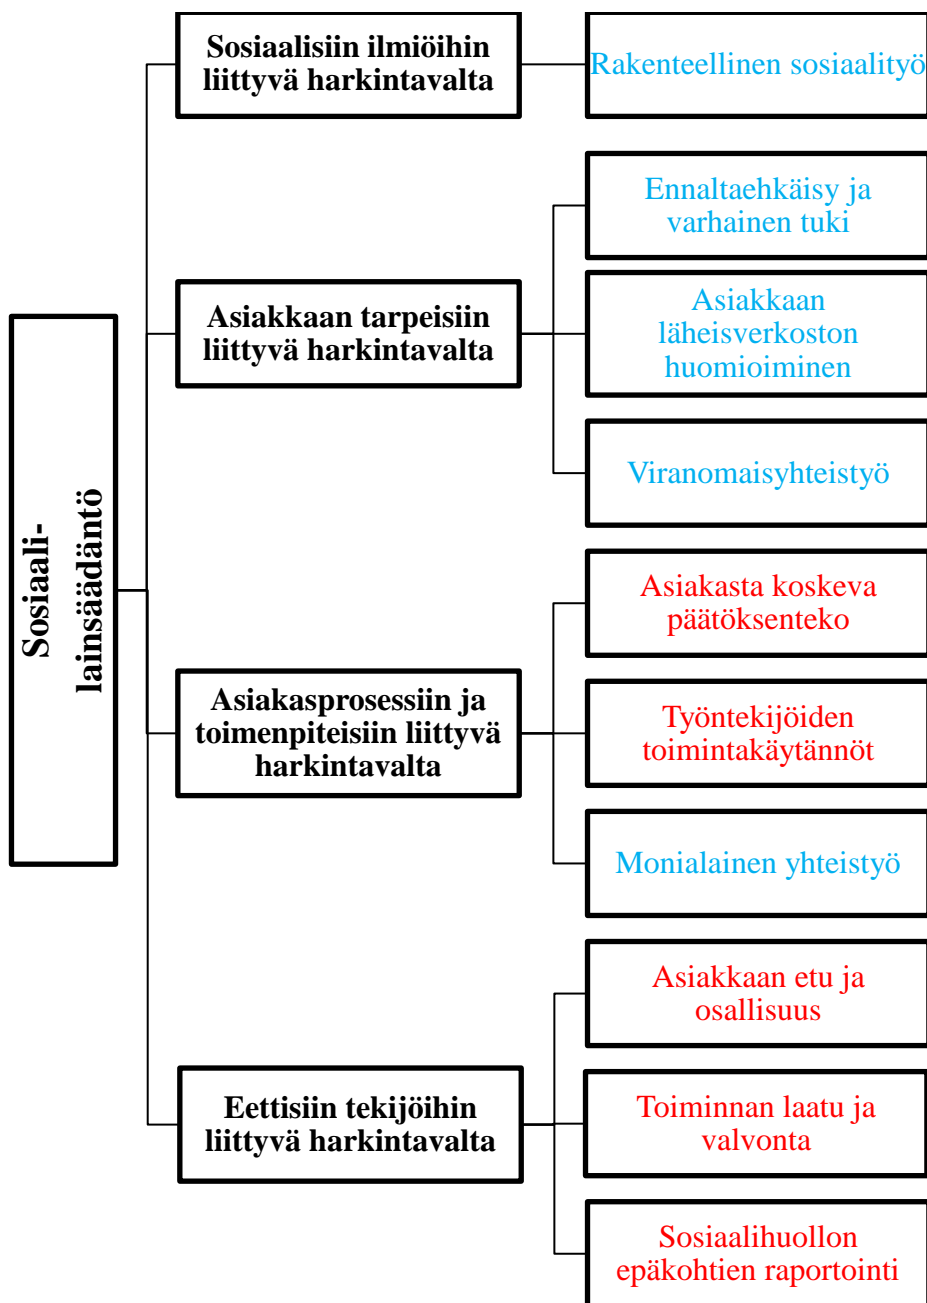 Sosiaalisiin ilmiöihin
liittyvä harkintavalta
Rakenteellinen sosiaalityö
Ennaltaehkäisy ja
varhainen tuki
Asiakkaan tarpeisiin
liittyvä harkintavalta
Asiakkaan
läheisverkoston
huomioiminen
Viranomaisyhteistyö
Sosiaali-
lainsäädäntö
Asiakasta koskeva
päätöksenteko
Asiakasprosessiin ja
toimenpiteisiin liittyvä
harkintavalta
Työntekijöiden
toimintakäytännöt
Monialainen yhteistyö
Asiakkaan etu ja
osallisuus
Eettisiin tekijöihin
liittyvä harkintavalta
Toiminnan laatu ja
valvonta
Sosiaalihuollon
epäkohtien raportointi